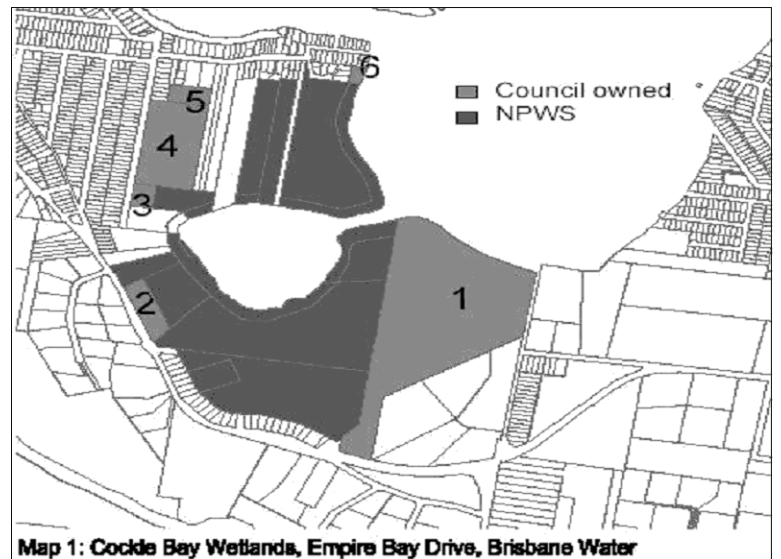 6
Council owned
NPWS
5
4
3
2
1
Map 1: Cockle Bay Wetlands, Empire Bay Drive, Brisbane Water